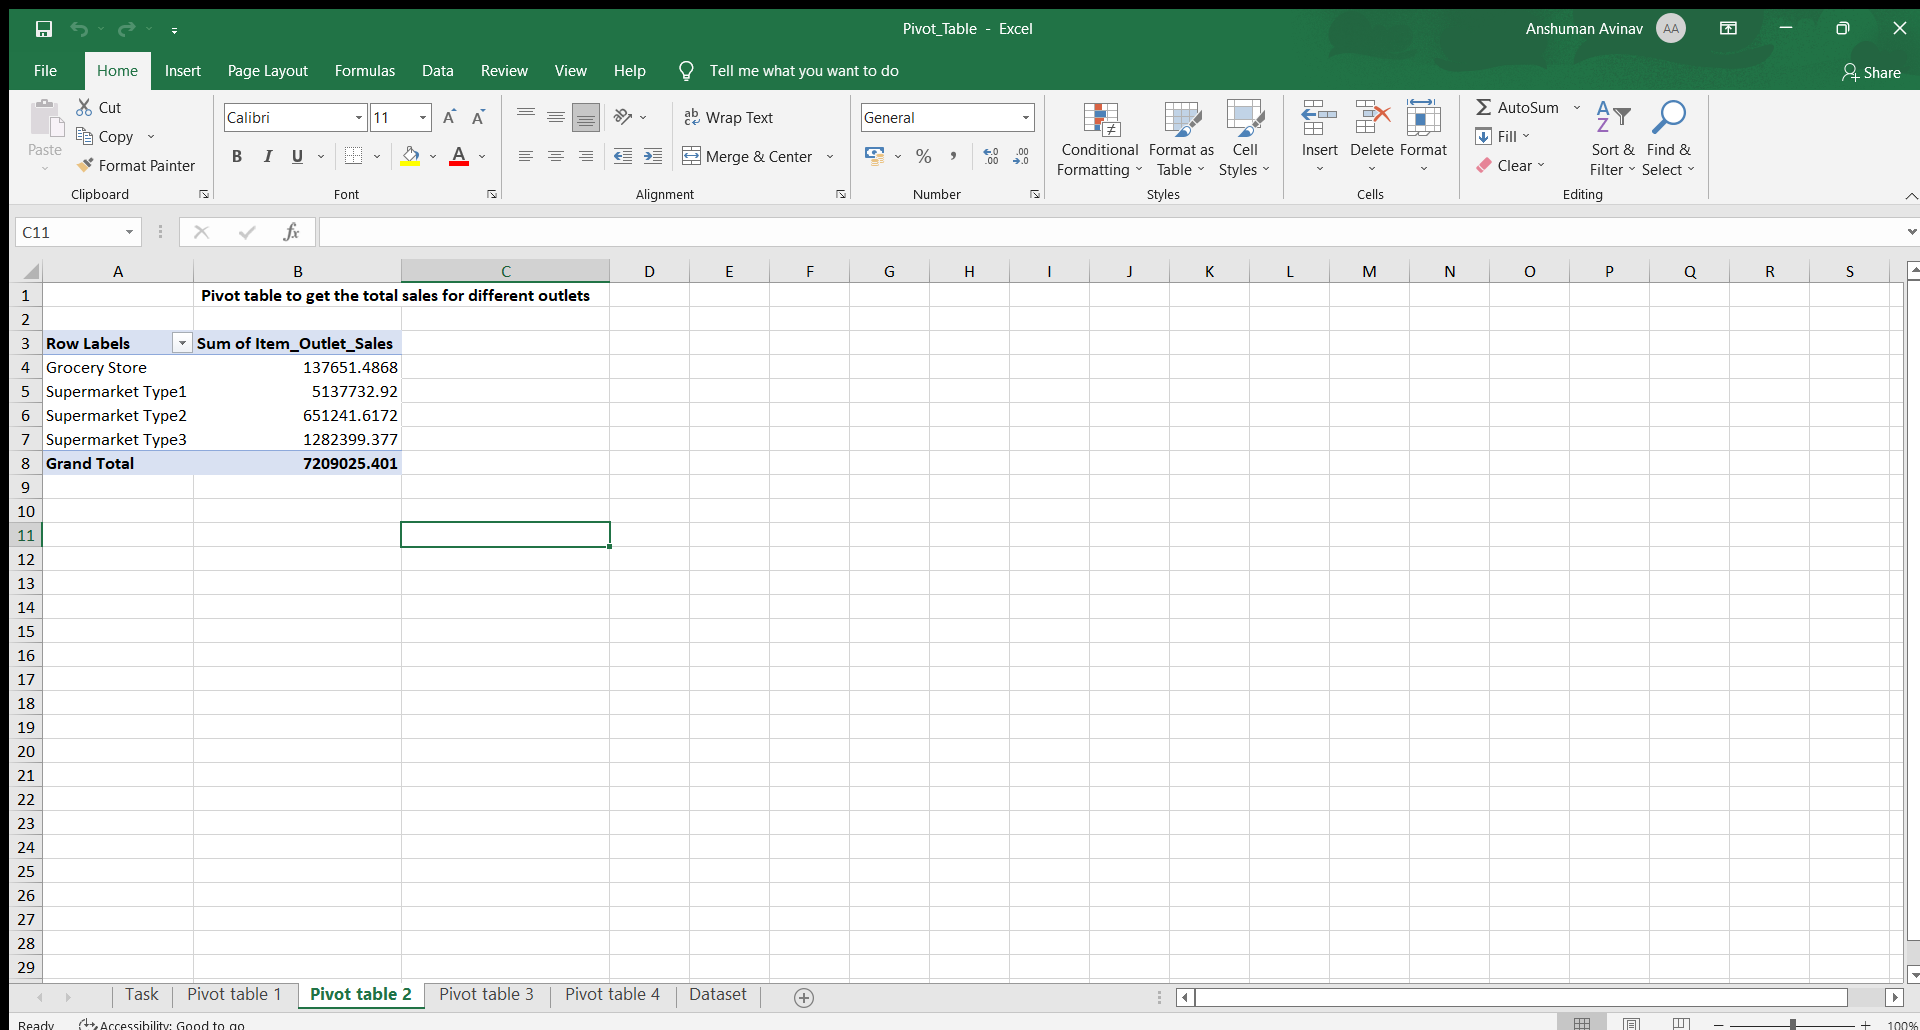 Pivot_Table - Excel
Anshuman Avinav AA
File Home Insert Page Layout Formulas Data Review View Help Tell me what you want to do Share
Paste
Cut
Copy
Format Painter
Clipboard
Calibri 11 A A
B I U A
Font
ab Wrap Text
Merge & Center
Alignment
General
% , .00 .00
Number
Conditional Formatting
Format as Table
Cell Styles
Styles
Insert Delete Format
Cells
AutoSum
Fill
Clear
Sort & Filter
Find & Select
Editing
C11 fx
A B C D E F G H I J K L M N O P Q R S
1 Pivot table to get the total sales for different outlets
2
3 Row Labels Sum of Item_Outlet_Sales
4 Grocery Store 137651.4868
5 Supermarket Type1 5137732.92
6 Supermarket Type2 651241.6172
7 Supermarket Type3 1282399.377
8 Grand Total 7209025.401
9
10
11
12
13
14
15
16
17
18
19
20
21
22
23
24
25
26
27
28
29
Task Pivot table 1 Pivot table 2 Pivot table 3 Pivot table 4 Dataset
Ready Accessibility: Good to go 100%